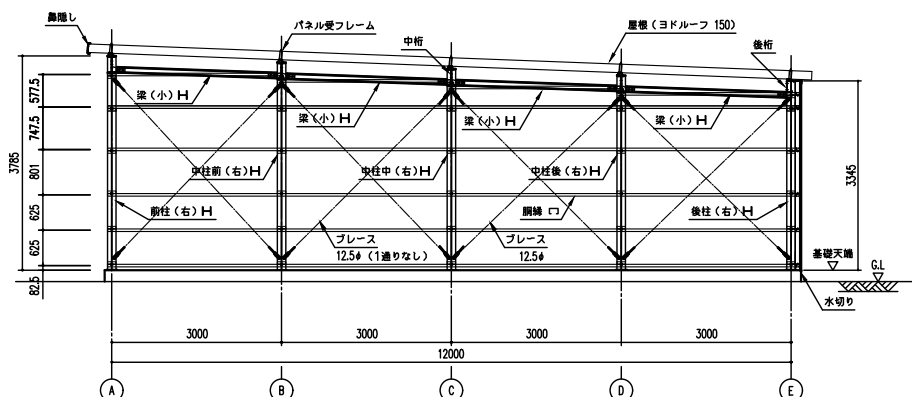 鼻隠し
パネル受フレーム
中桁
屋根(ヨドルーフ 150)
後桁
梁(小)H
梁(小)H
梁(小)H
梁(小)H
577.5
747.5
801
625
625
82.5
3785
3345
中柱前(右)H
中柱中(右)H
中柱後(右)H
前柱(右)H
胴縁
後柱(右)H
ブレース
12.5φ(1通りなし)
ブレース
12.5φ
基礎天端
G.L
水切り
3000
3000
3000
3000
12000
A
B
C
D
E